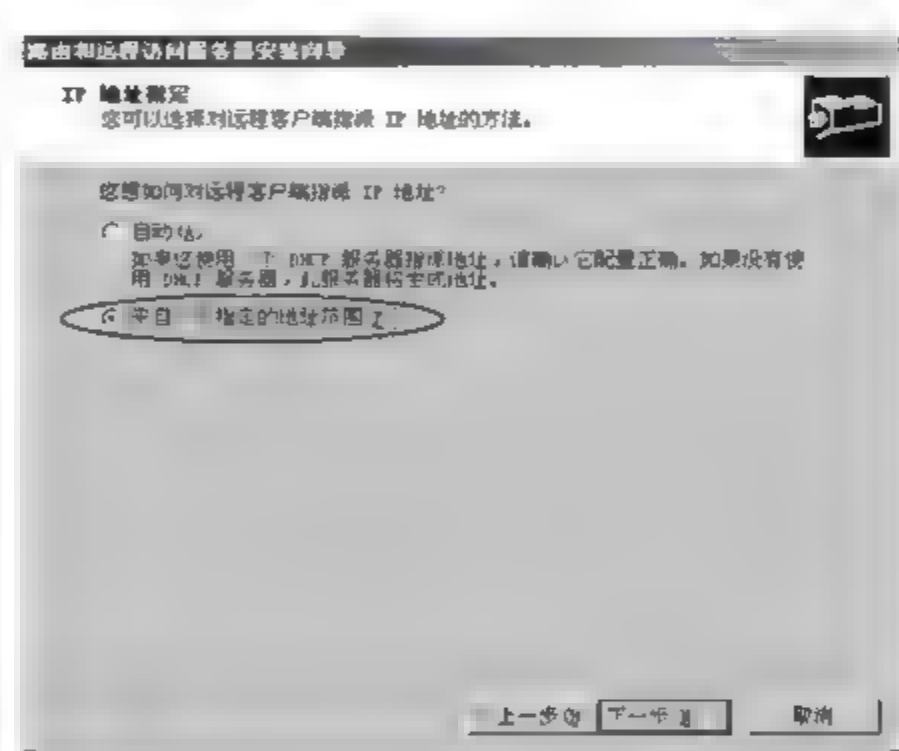 路由和远程访问服务器安装向导
IP 地址指定
您可以选择对远程客户端指派 IP 地址的方法。
您想如何对远程客户端指派 IP 地址?
自动(A)
如果您使用一个 DHCP 服务器指派地址，请确认它配置正确。如果没有使
用 DHCP 服务器，此服务器将生成地址。
来自一个指定的地址范围
上一步(B) 下一步(N) 取消